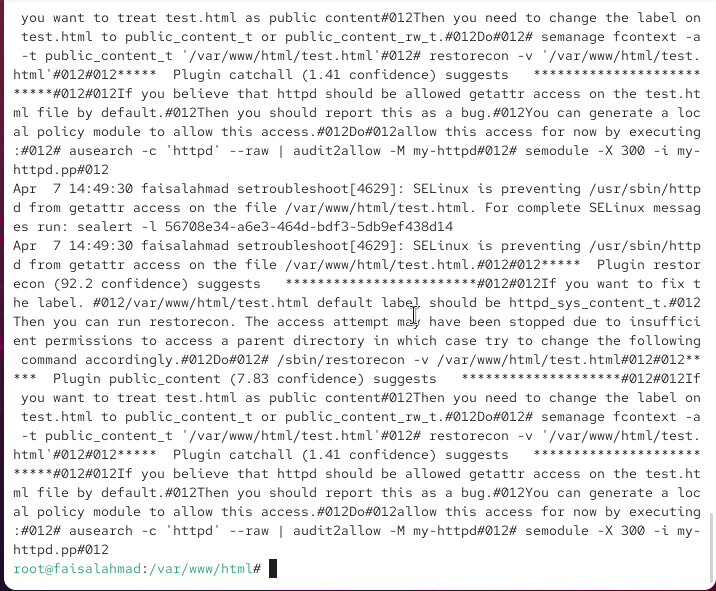 you want to treat test.html as public content#012Then you need to change the label on
 test.html to public_content_t or public_content_rw_t.#012Do#012# semanage fcontext -a
 -t public_content_t '/var/www/html/test.html'#012# restorecon -v '/var/www/html/test.
html'#012#012*****  Plugin catchall (1.41 confidence) suggests   ***********************
*****#012#012If you believe that httpd should be allowed getattr access on the test.ht
ml file by default.#012Then you should report this as a bug.#012You can generate a loc
al policy module to allow this access.#012Do#012allow this access for now by executing
:#012# ausearch -c 'httpd' --raw | audit2allow -M my-httpd#012# semodule -X 300 -i my-
httpd.pp#012
Apr  7 14:49:30 faisalahmad setroubleshoot[4629]: SELinux is preventing /usr/sbin/http
d from getattr access on the file /var/www/html/test.html. For complete SELinux messag
es run: sealert -l 56708e34-a6e3-464d-bdf3-5db9ef438d14
Apr  7 14:49:30 faisalahmad setroubleshoot[4629]: SELinux is preventing /usr/sbin/http
d from getattr access on the file /var/www/html/test.html.#012#012*****  Plugin restor
econ (92.2 confidence) suggests   ************************#012#012If you want to fix t
he label. #012/var/www/html/test.html default label should be httpd_sys_content_t.#012
Then you can run restorecon. The access attempt may have been stopped due to insuffici
ent permissions to access a parent directory in which case try to change the following
 command accordingly.#012Do#012# /sbin/restorecon -v /var/www/html/test.html#012#012**
***  Plugin public_content (7.83 confidence) suggests   ********************#012#012If
 you want to treat test.html as public content#012Then you need to change the label on
 test.html to public_content_t or public_content_rw_t.#012Do#012# semanage fcontext -a
 -t public_content_t '/var/www/html/test.html'#012# restorecon -v '/var/www/html/test.
html'#012#012*****  Plugin catchall (1.41 confidence) suggests   ***********************
*****#012#012If you believe that httpd should be allowed getattr access on the test.ht
ml file by default.#012Then you should report this as a bug.#012You can generate a loc
al policy module to allow this access.#012Do#012allow this access for now by executing
:#012# ausearch -c 'httpd' --raw | audit2allow -M my-httpd#012# semodule -X 300 -i my-
httpd.pp#012
root@faisalahmad:/var/www/html#